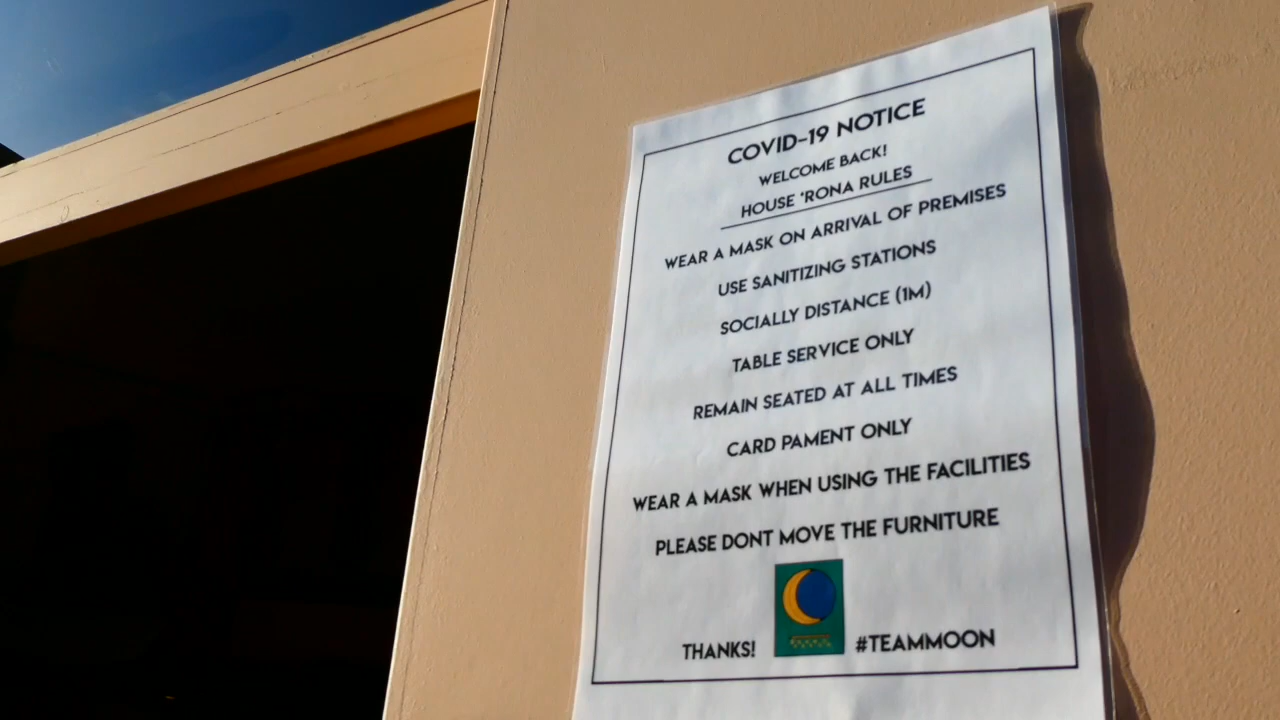 COVID-19 NOTICE
WELCOME BACK!
HOUSE 'RONA RULES
WEAR A MASK ON ARRIVAL OF PREMISES
USE SANITIZING STATIONS
SOCIALLY DISTANCE (1M)
TABLE SERVICE ONLY
REMAIN SEATED AT ALL TIMES
CARD PAMENT ONLY
WEAR A MASK WHEN USING THE FACILITIES
PLEASE DONT MOVE THE FURNITURE
THANKS! #TEAMMOON